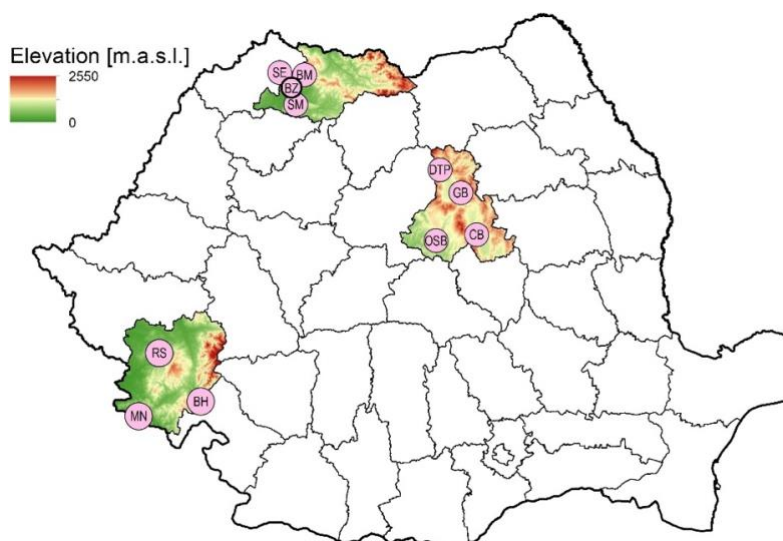 Elevation [m.a.s.l.]
2550
0
SE
BM
BZ
SM
DTP
GB
OSB
CB
RS
MN
BH